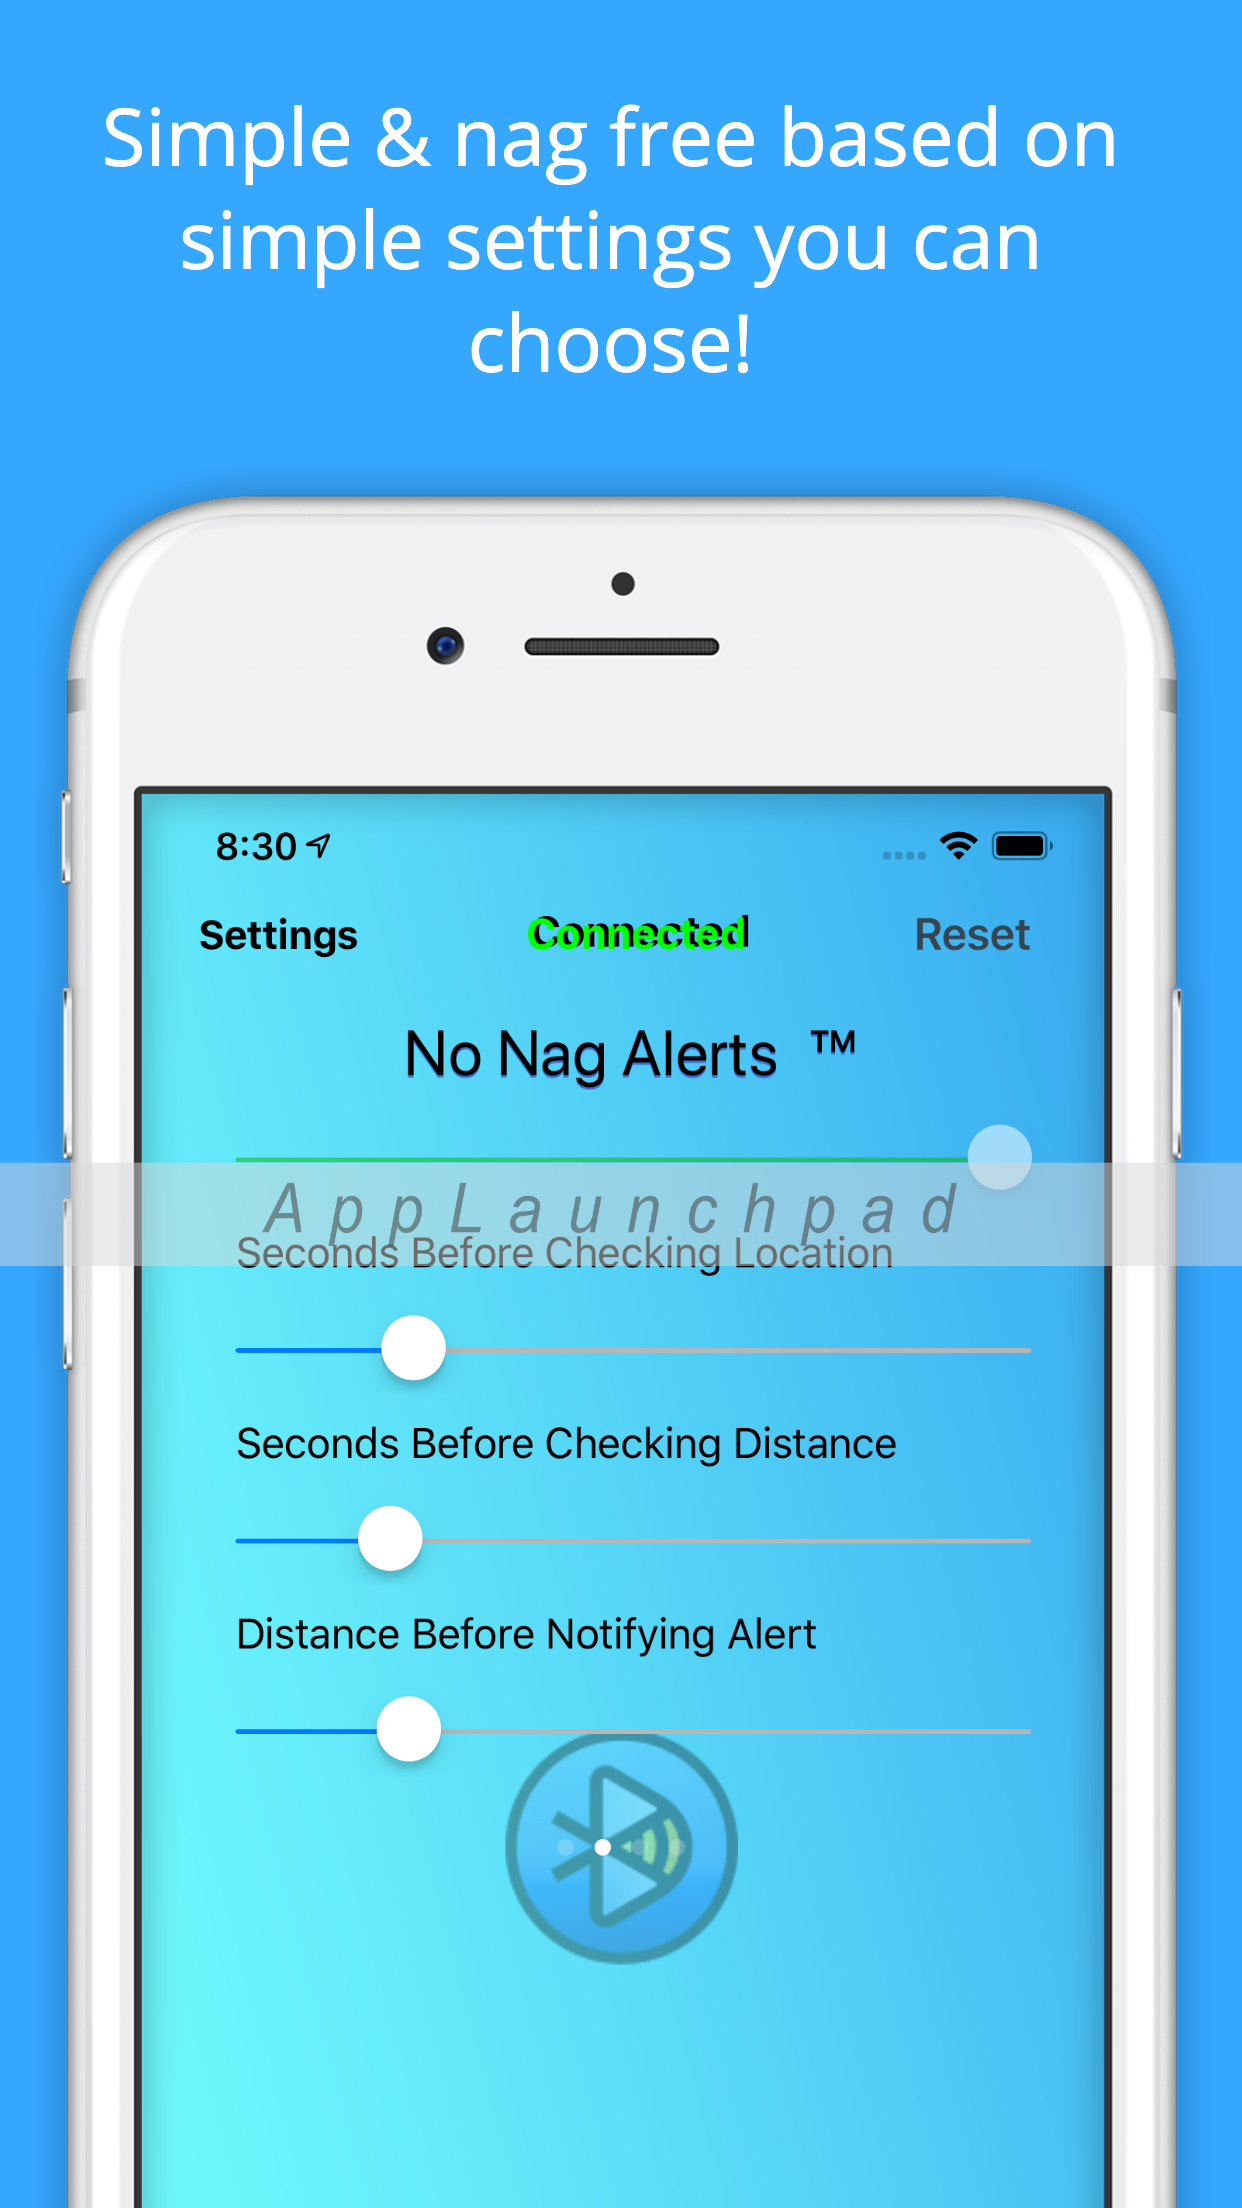 Simple & nag free based on
simple settings you can
choose!
8:30
Settings
Connected
Reset
No Nag Alerts ™
AppLaunchpad
Seconds Before Checking Location
Seconds Before Checking Distance
Distance Before Notifying Alert